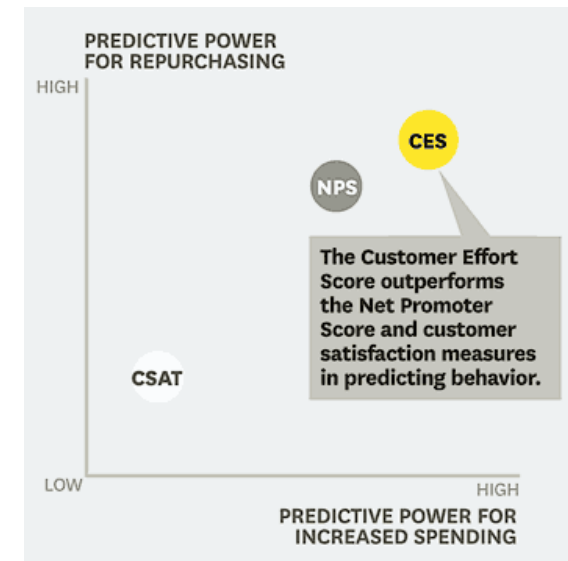 PREDICTIVE POWER
FOR REPURCHASING
HIGH
CES
NPS
The Customer Effort
Score outperforms
the Net Promoter
Score and customer
satisfaction measures
in predicting behavior.
CSAT
LOW
HIGH
PREDICTIVE POWER FOR
INCREASED SPENDING